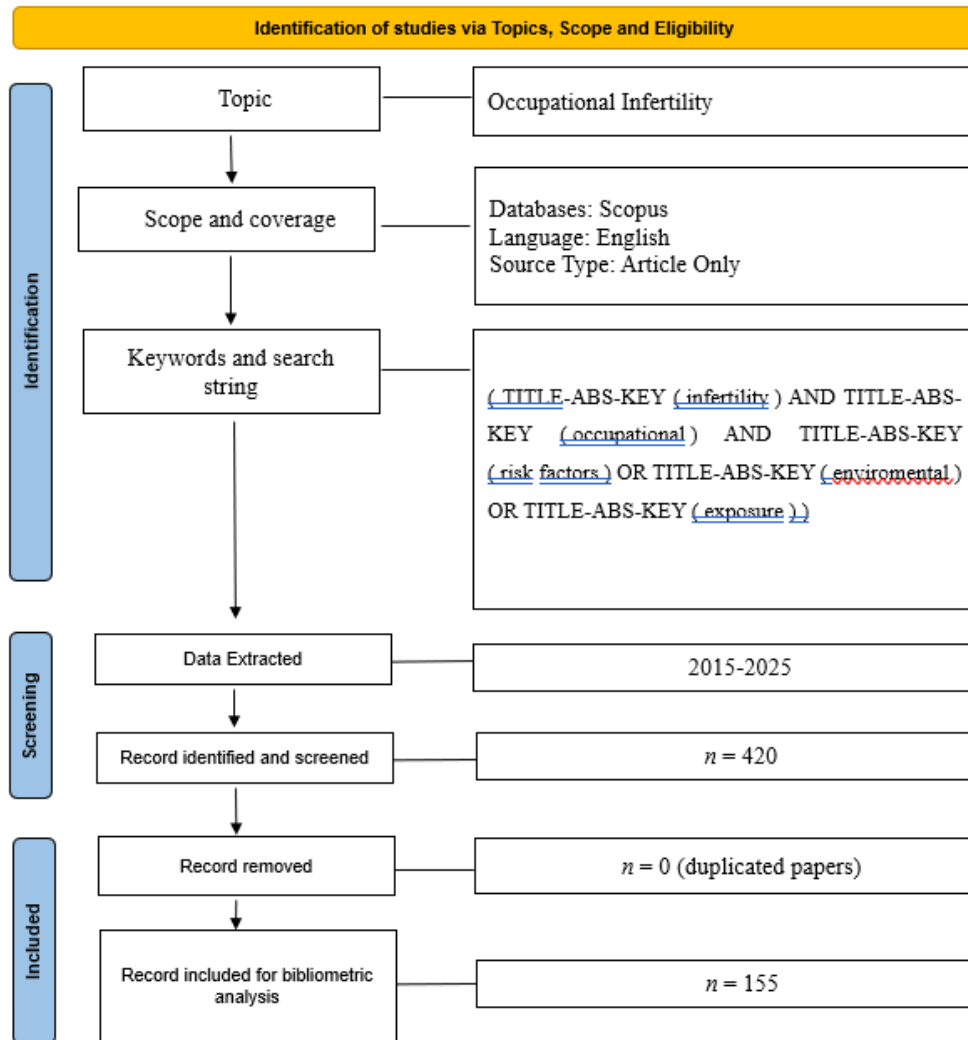 Identification of studies via Topics, Scope and Eligibility
Identification
Topic
Occupational Infertility
Scope and coverage
Databases: Scopus
Language: English
Source Type: Article Only
Keywords and search
string
( TITLE-ABS-KEY ( infertility ) AND TITLE-ABS-
KEY ( occupational ) AND TITLE-ABS-KEY
( risk factors ) OR TITLE-ABS-KEY ( enviromental )
OR TITLE-ABS-KEY ( exposure ) )
Screening
Data Extracted
2015-2025
Record identified and screened
n = 420
Included
Record removed
n = 0 (duplicated papers)
Record included for bibliometric
analysis
n = 155